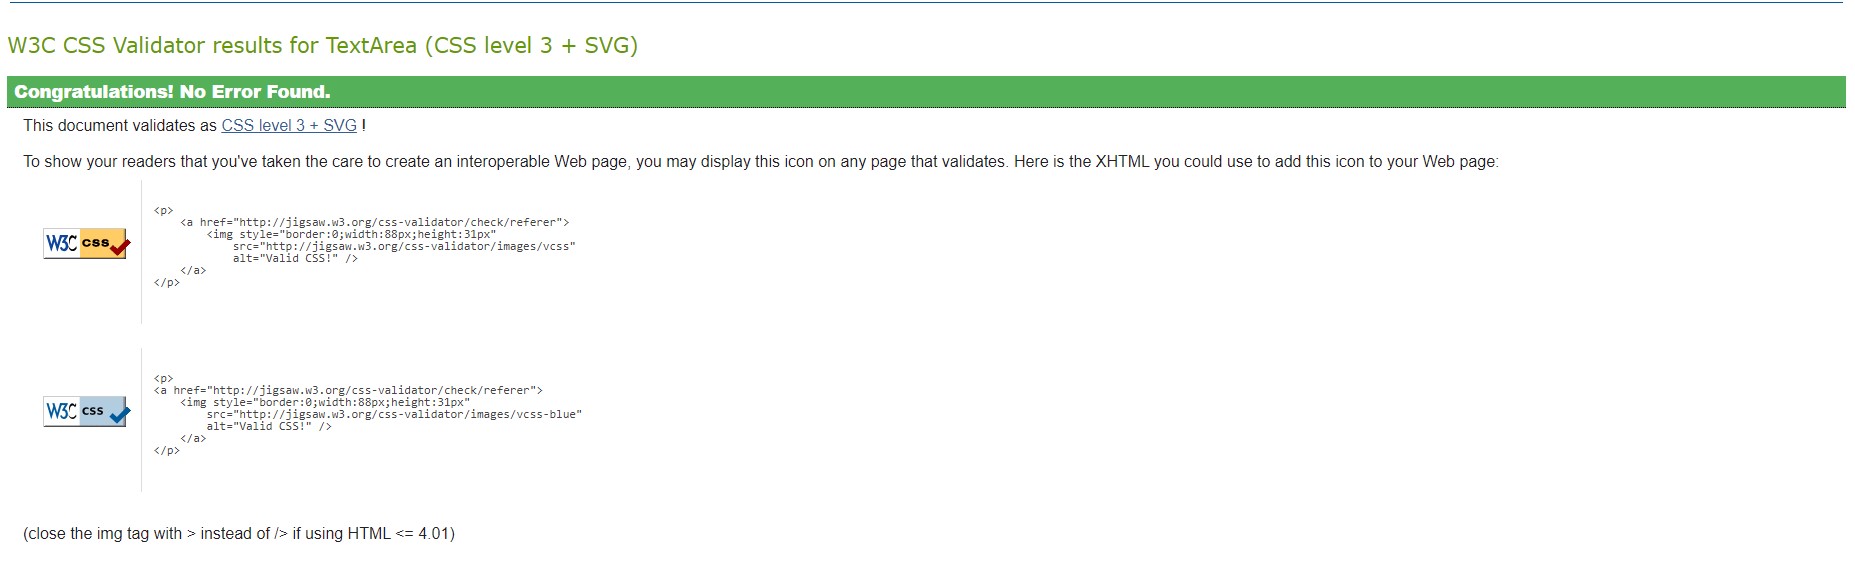 W3C CSS Validator results for TextArea (CSS level 3 + SVG)
Congratulations! No Error Found.
This document validates as CSS level 3 + SVG !
To show your readers that you've taken the care to create an interoperable Web page, you may display this icon on any page that validates. Here is the XHTML you could use to add this icon to your Web page:
W3C css
<p>
    <a href="http://jigsaw.w3.org/css-validator/check/referer">
        <img style="border:0;width:88px;height:31px"
            src="http://jigsaw.w3.org/css-validator/images/vcss"
            alt="Valid CSS!" />
    </a>
</p>
W3C css
<p>
<a href="http://jigsaw.w3.org/css-validator/check/referer">
    <img style="border:0;width:88px;height:31px"
        src="http://jigsaw.w3.org/css-validator/images/vcss-blue"
        alt="Valid CSS!" />
    </a>
</p>
(close the img tag with > instead of /> if using HTML <= 4.01)